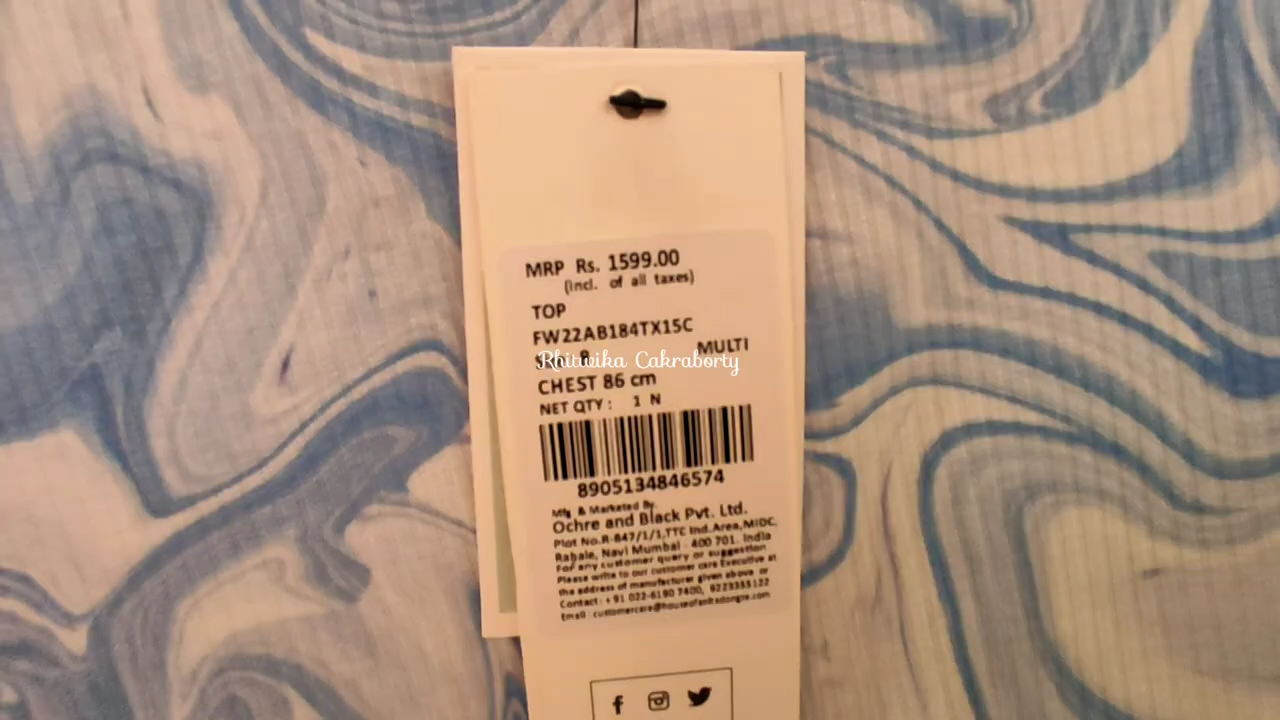 MRP Rs. 1599.00
(Incl. of all taxes)
TOP
FW22AB184TX15C
MULTI
Rhitwika Cakraborty
CHEST 86 cm
NET QTY : 1 N
8905134846574
Mfg & Marketed By.
Ochre and Black Pvt. Ltd.
Plot No.R-847/1/1,TTC Ind.Area,MIDC,
Rabale, Navi Mumbai - 400 701. India
For any customer query or suggestion
Please write to our customer care Executive at
the address of manufacturer given above or
Contact: +91 022-6190 7400, 9223355122
Email : customercare@houseofanitadongre.com